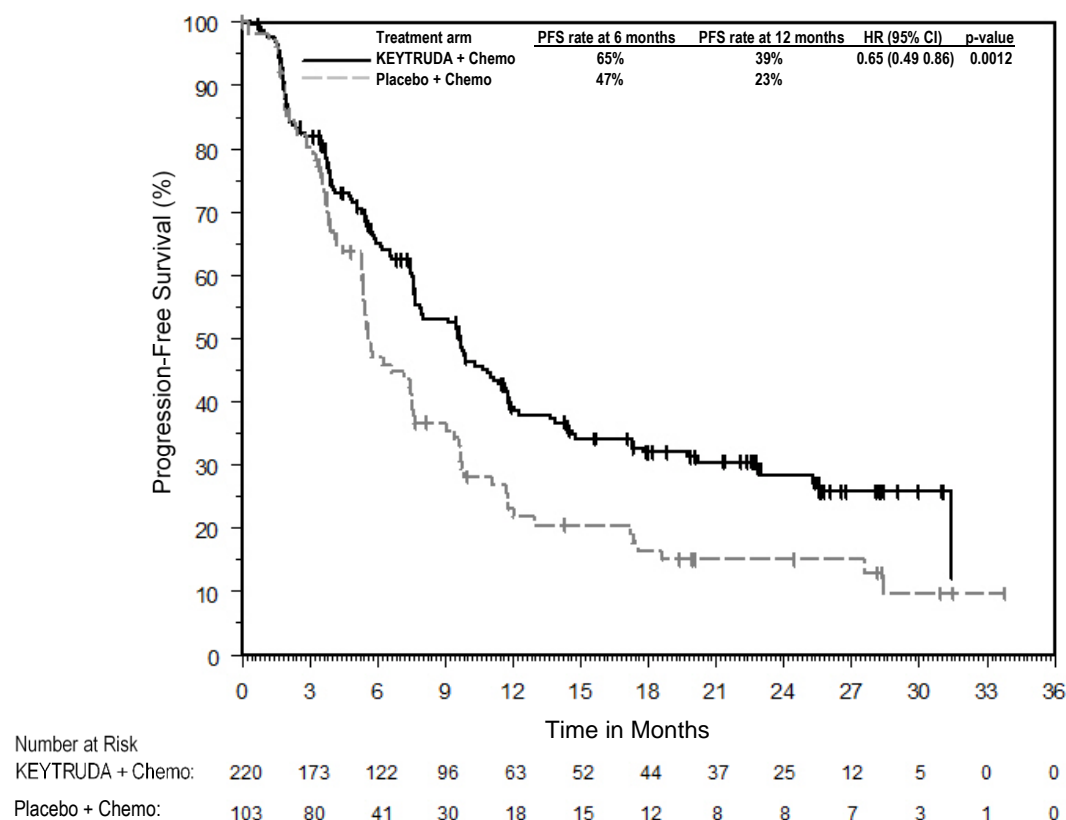 Treatment arm PFS rate at 6 months PFS rate at 12 months HR (95% CI) p-value
KEYTRUDA + Chemo 65% 39% 0.65 (0.49 0.86) 0.0012
Placebo + Chemo 47% 23%
Progression-Free Survival (%)
100
90
80
70
60
50
40
30
20
10
0
0 3 6 9 12 15 18 21 24 27 30 33 36
Time in Months
Number at Risk
KEYTRUDA + Chemo: 220 173 122 96 63 52 44 37 25 12 5 0 0
Placebo + Chemo: 103 80 41 30 18 15 12 8 8 7 3 1 0